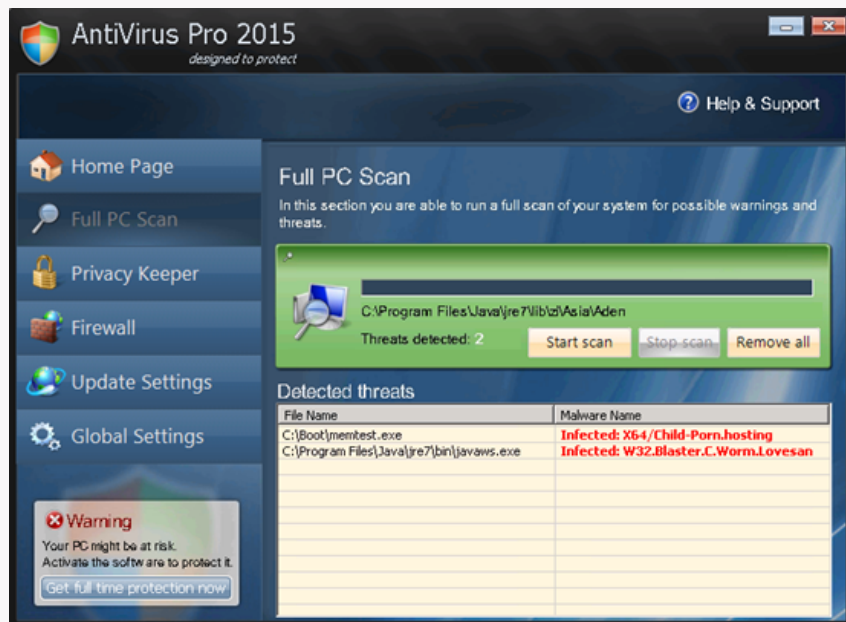 AntiVirus Pro 2015
designed to protect
Help & Support
Home Page
Full PC Scan
Privacy Keeper
Firewall
Update Settings
Global Settings
Warning
Your PC might be at risk.
Activate the software to protect it.
Get full time protection now
Full PC Scan
In this section you are able to run a full scan of your system for possible warnings and
threats.
C:\Program Files\Java\jre7\lib\zi\Asia\Aden
Threats detected: 2
Start scan
Stop scan
Remove all
Detected threats
File Name Malware Name
C:\Boot\memtest.exe Infected: X64/Child-Porn.hosting
C:\Program Files\Java\jre7\bin\javaws.exe Infected: W32.Blaster.C.Worm.Lovesan